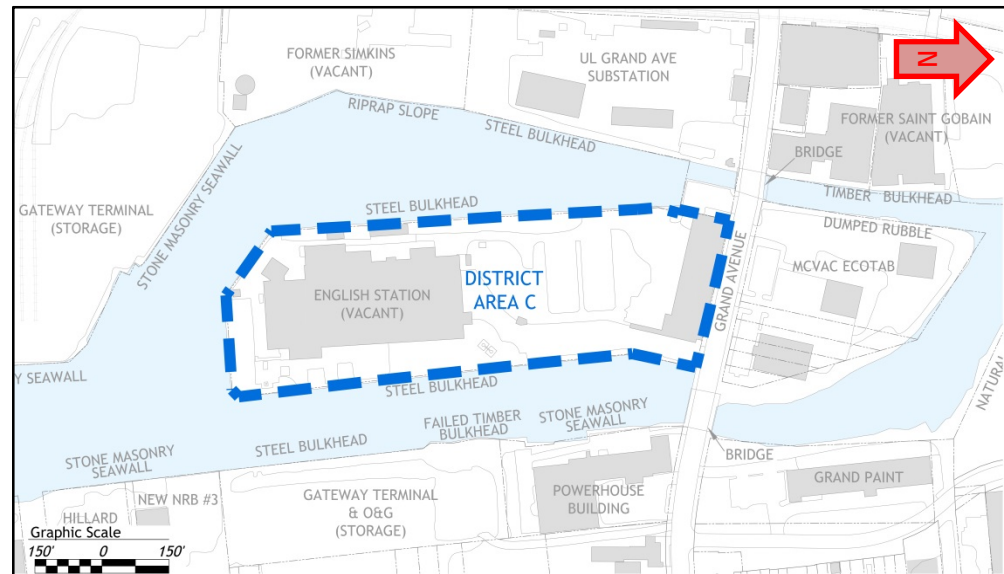 FORMER SIMKINS
(VACANT)
UL GRAND AVE
SUBSTATION
N
FORMER SAINT GOBAIN
(VACANT)
RIPRAP SLOPE
STEEL BULKHEAD
BRIDGE
TIMBER BULKHEAD
GATEWAY TERMINAL
(STORAGE)
STONE MASONRY SEAWALL
STEEL BULKHEAD
DUMPED RUBBLE
MCVAC ECOTAB
GRAND AVENUE
DISTRICT
AREA C
ENGLISH STATION
(VACANT)
Y SEAWALL
STEEL BULKHEAD
NATURAL
STONE MASONRY
SEAWALL
STEEL BULKHEAD
FAILED TIMBER
BULKHEAD
STONE MASONRY
SEAWALL
BRIDGE
GRAND PAINT
POWERHOUSE
BUILDING
GATEWAY TERMINAL
& O&G
(STORAGE)
NEW NRB #3
HILLARD
Graphic Scale
150' 0 150'